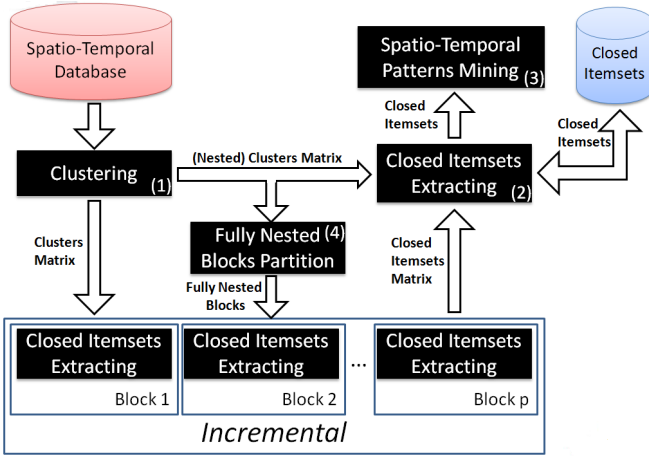 Spatio-Temporal
Database
Spatio-Temporal
Patterns Mining (3)
Closed
Itemsets
Closed
Itemsets
Closed
Itemsets
Clustering (1)
(Nested) Clusters Matrix
Closed Itemsets
Extracting (2)
Clusters
Matrix
Fully Nested (4)
Blocks Partition
Closed
Itemsets
Matrix
Fully Nested
Blocks
Closed Itemsets
Extracting
Block 1
Closed Itemsets
Extracting
Block 2
...
Closed Itemsets
Extracting
Block p
Incremental